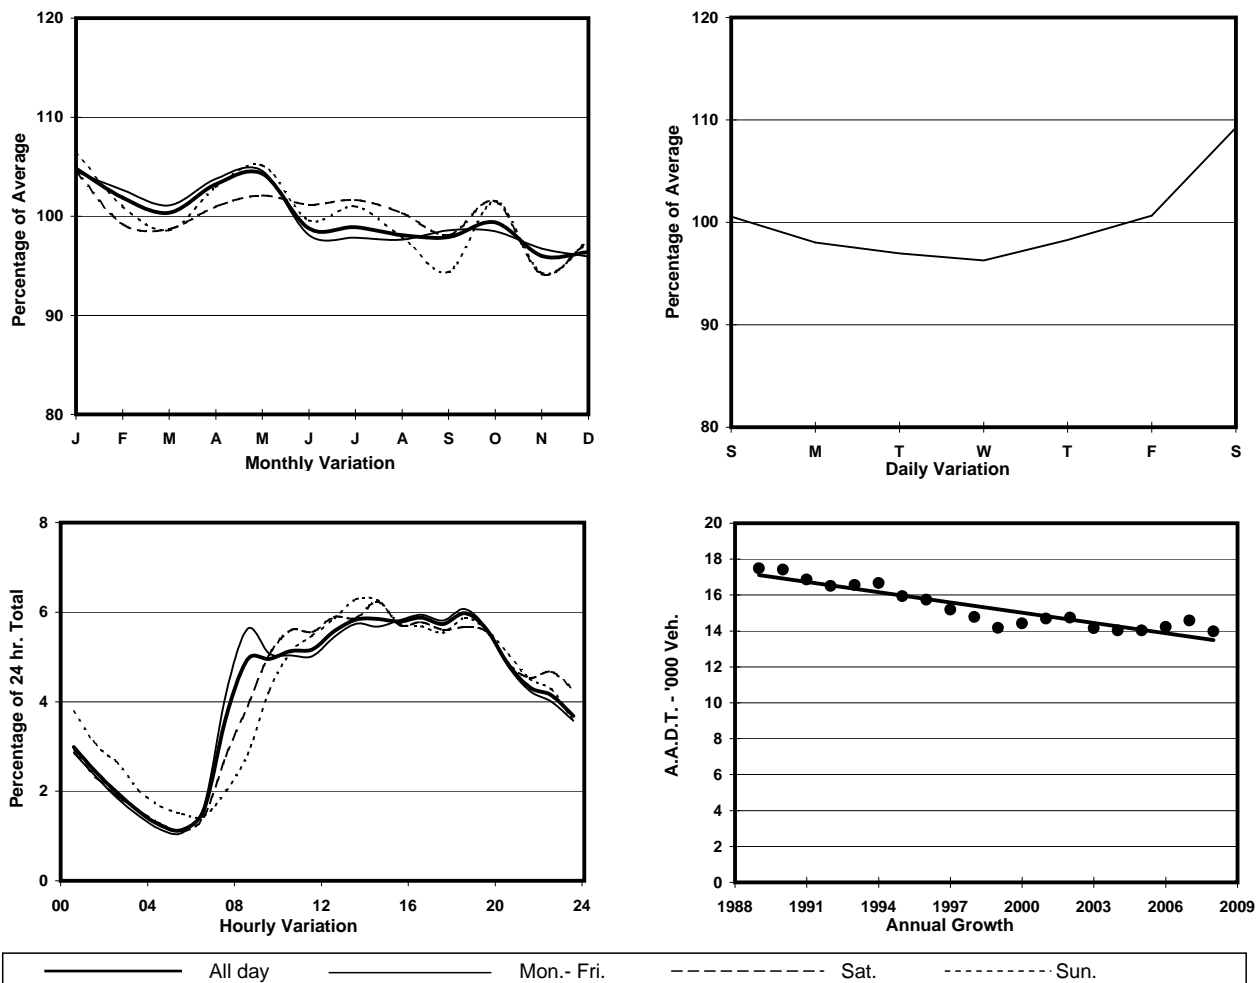 120
110
100
90
80
Percentage of Average
J F M A M J J A S O N D
Monthly Variation
120
110
100
90
80
Percentage of Average
S M T W T F S
Daily Variation
8
6
4
2
0
Percentage of 24 hr. Total
00 04 08 12 16 20 24
Hourly Variation
20
18
16
14
12
10
8
6
4
2
0
A.A.D.T. - '000 Veh.
1988 1991 1994 1997 2000 2003 2006 2009
Annual Growth
All day Mon.- Fri. Sat. Sun.